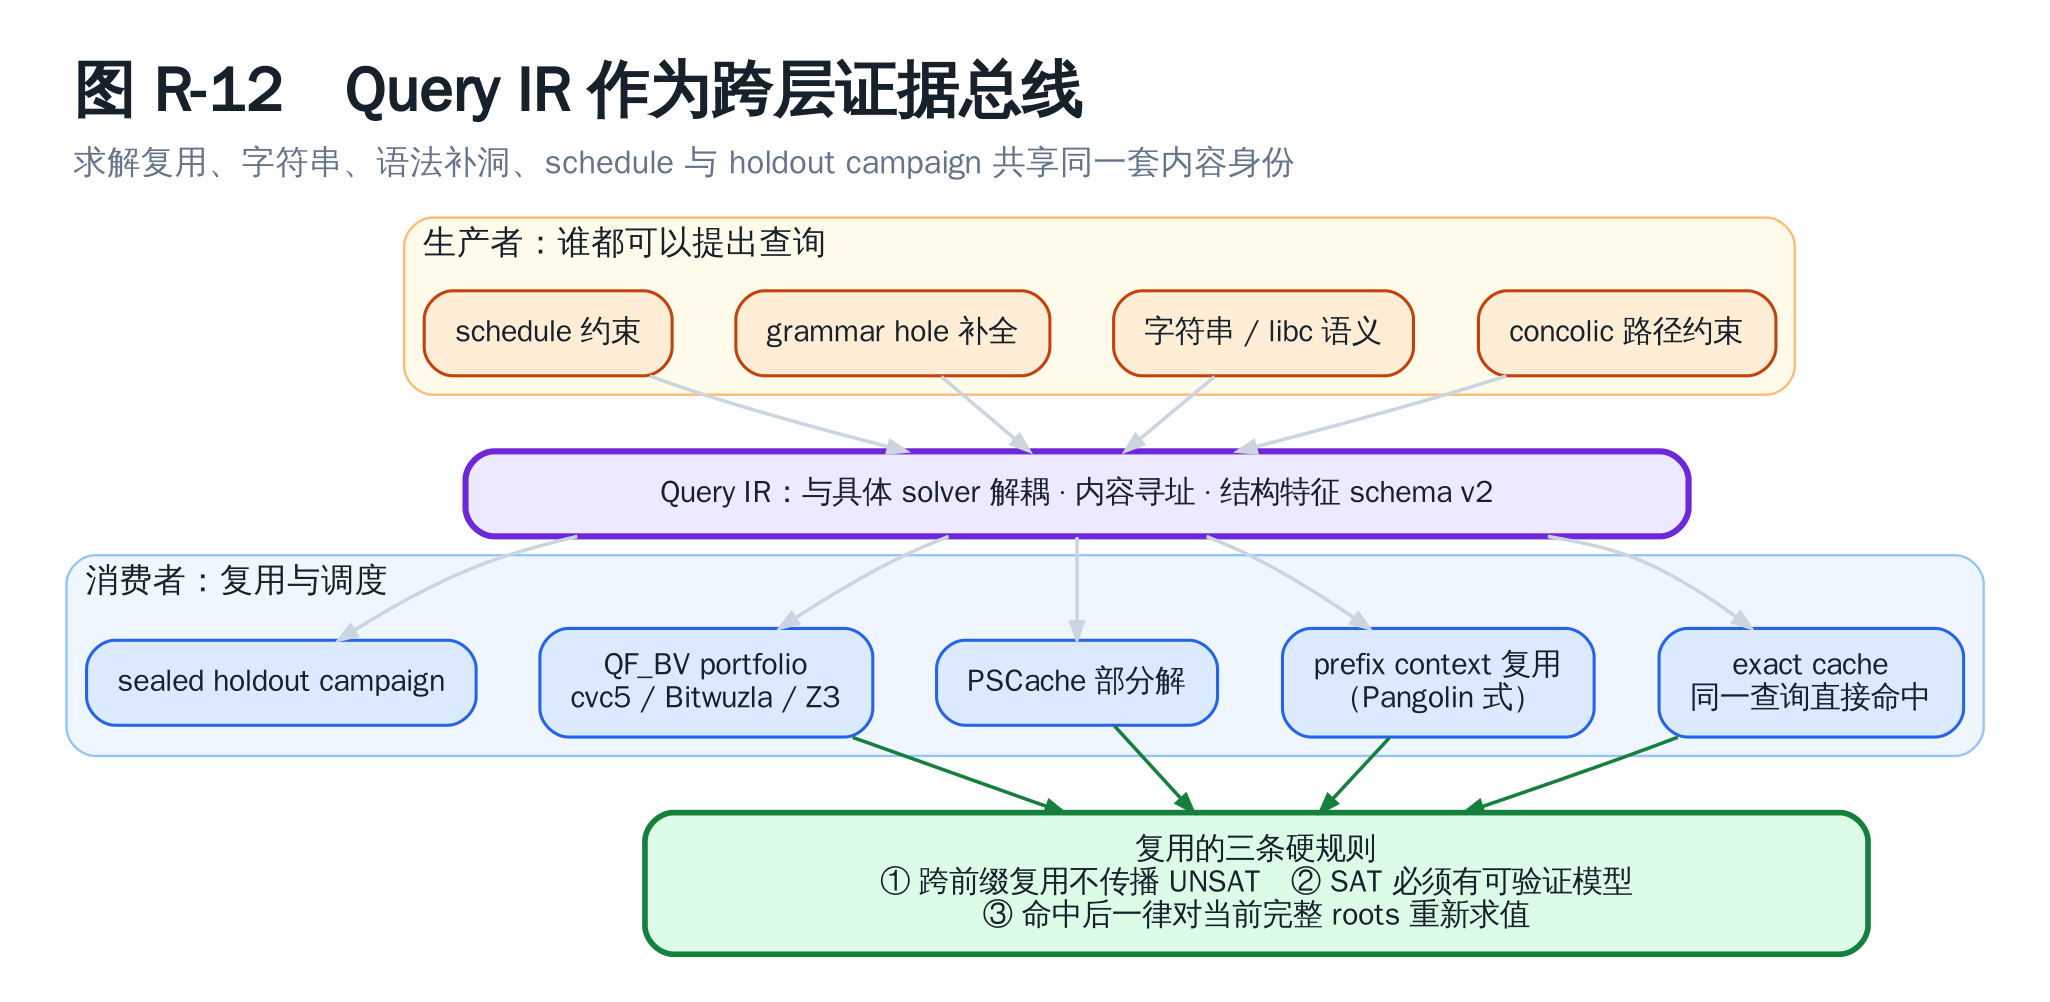 图 R-12　Query IR 作为跨层证据总线
求解复用、字符串、语法补洞、schedule 与 holdout campaign 共享同一套内容身份
生产者：谁都可以提出查询
schedule 约束
grammar hole 补全
字符串 / libc 语义
concolic 路径约束
Query IR：与具体 solver 解耦 · 内容寻址 · 结构特征 schema v2
消费者：复用与调度
sealed holdout campaign
QF_BV portfolio
cvc5 / Bitwuzla / Z3
PSCache 部分解
prefix context 复用
（Pangolin 式）
exact cache
同一查询直接命中
复用的三条硬规则
① 跨前缀复用不传播 UNSAT　② SAT 必须有可验证模型
③ 命中后一律对当前完整 roots 重新求值